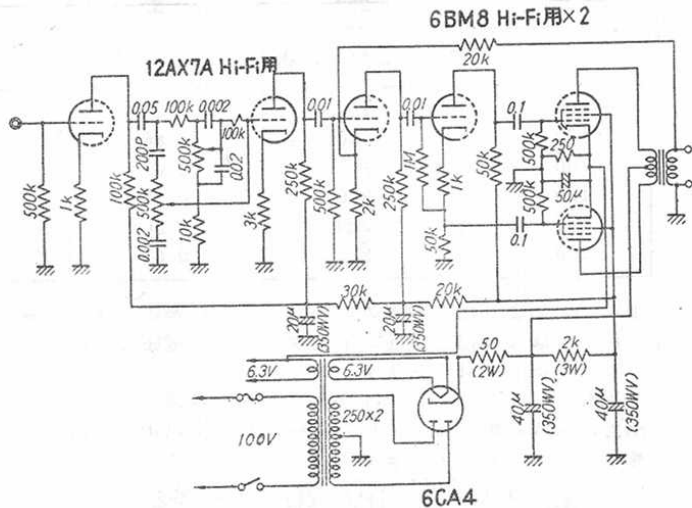 6BM8 Hi-Fi用×2
20k
12AX7A Hi-Fi用
0.05
100k
0.002
100k
0.01
0.01
0.1
200P
500k
0.02
500k
250
50μ
500k
1k
100k
500k
0.002
10k
3k
250k
500k
2k
250k
1M
1k
50k
50k
500k
0.1
30k
20k
20μ
(350WV)
20μ
(350WV)
6.3V
6.3V
50
(2W)
2k
(3W)
250×2
100V
40μ
(350WV)
40μ
(350WV)
6CA4